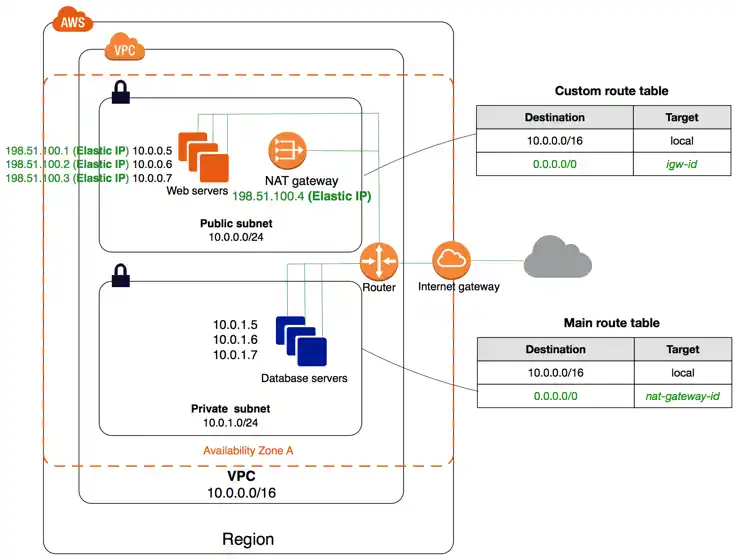 AWS
VPC
Custom route table
Destination Target
10.0.0.0/16 local
0.0.0.0/0 igw-id
198.51.100.1 (Elastic IP) 10.0.0.5
198.51.100.2 (Elastic IP) 10.0.0.6
198.51.100.3 (Elastic IP) 10.0.0.7
Web servers
NAT gateway
198.51.100.4 (Elastic IP)
Public subnet
10.0.0.0/24
Router
Internet gateway
10.0.1.5
10.0.1.6
10.0.1.7
Database servers
Private subnet
10.0.1.0/24
Main route table
Destination Target
10.0.0.0/16 local
0.0.0.0/0 nat-gateway-id
Availability Zone A
VPC
10.0.0.0/16
Region